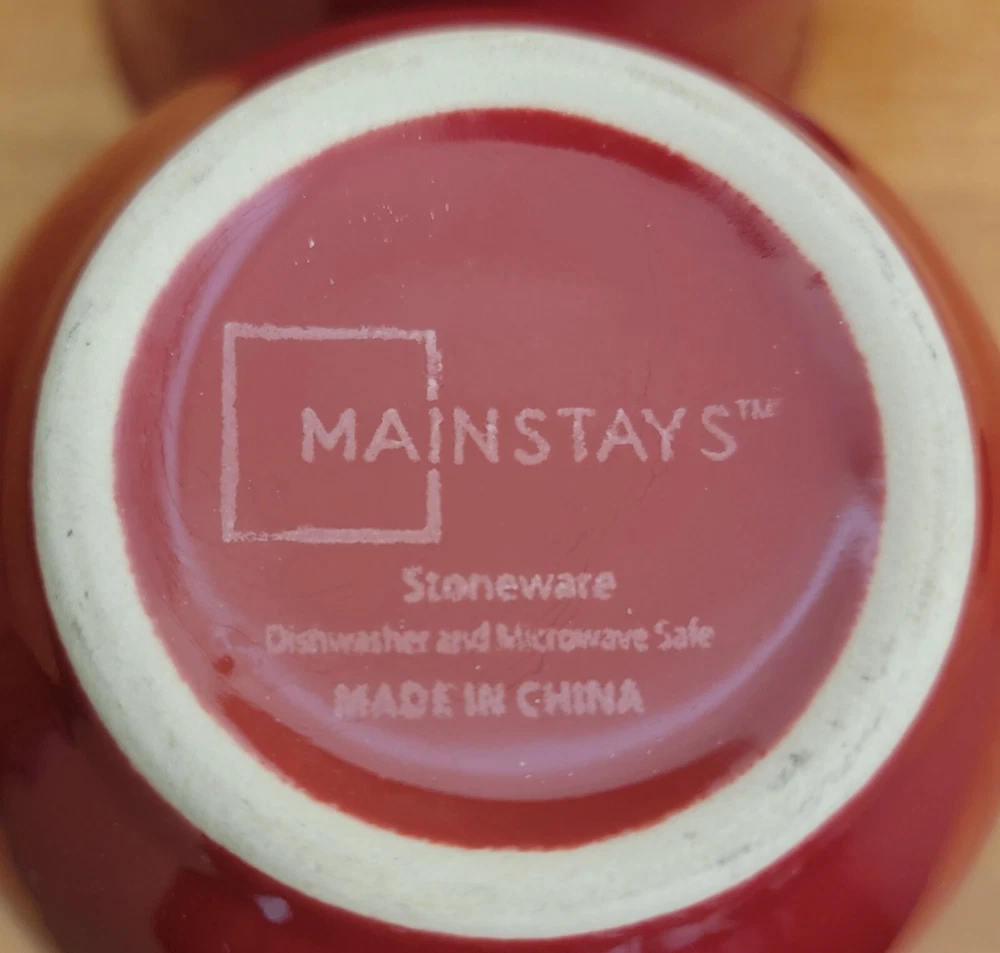 MAINSTAYS™
Stoneware
Dishwasher and Microwave Safe
MADE IN CHINA